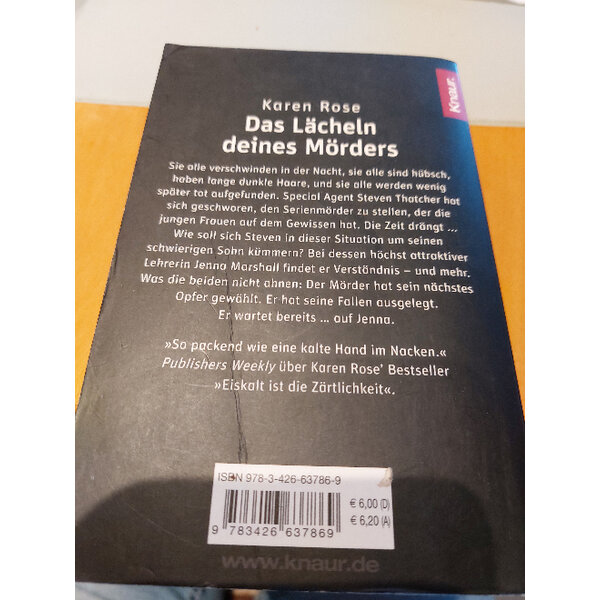 Knaur.
Karen Rose
Das Lächeln
deines Mörders
Sie alle verschwinden in der Nacht, sie alle sind hübsch,
haben lange dunkle Haare, und sie alle werden wenig
später tot aufgefunden. Special Agent Steven Thatcher hat
sich geschworen, den Serienmörder zu stellen, der die
jungen Frauen auf dem Gewissen hat. Die Zeit drängt ...
Wie soll sich Steven in dieser Situation um seinen
schwierigen Sohn kümmern? Bei dessen höchst attraktiver
Lehrerin Jenna Marshall findet er Verständnis – und mehr.
Was die beiden nicht ahnen: Der Mörder hat sein nächstes
Opfer gewählt. Er hat seine Fallen ausgelegt.
Er wartet bereits ... auf Jenna.
»So packend wie eine kalte Hand im Nacken.«
Publishers Weekly über Karen Rose’ Bestseller
»Eiskalt ist die Zärtlichkeit«.
ISBN 978-3-426-63786-9
€ 6,00 (D)
€ 6,20 (A)
9 783426 637869
www.knaur.de